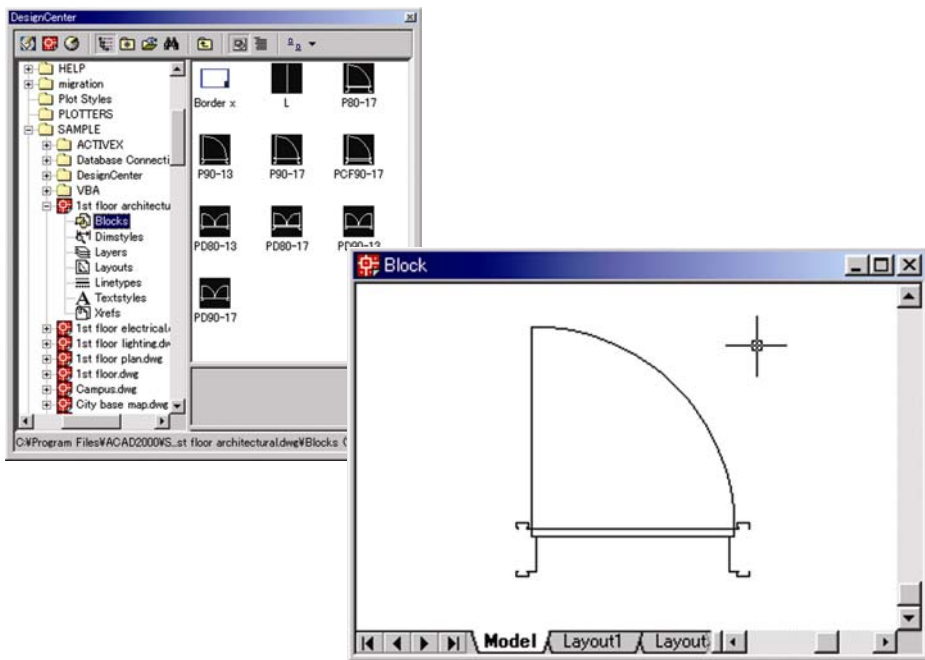 DesignCenter
HELP
migration
Plot Styles
PLOTTERS
SAMPLE
ACTIVEX
Database Connecti
DesignCenter
VBA
1st floor architectu
Blocks
Dimstyles
Layers
Layouts
Linetypes
Textstyles
Xrefs
1st floor electrical.
1st floor lighting.dw
1st floor plan.dwg
1st floor.dwg
Campus.dwg
City base map.dwg
Border x
L
P80-17
P90-13
P90-17
PCF90-17
PD80-13
PD80-17
PD90-13
PD90-17
C:¥Program Files¥ACAD2000¥S...st floor architectural.dwg¥Blocks (
Block
Model
Layout1
Layout